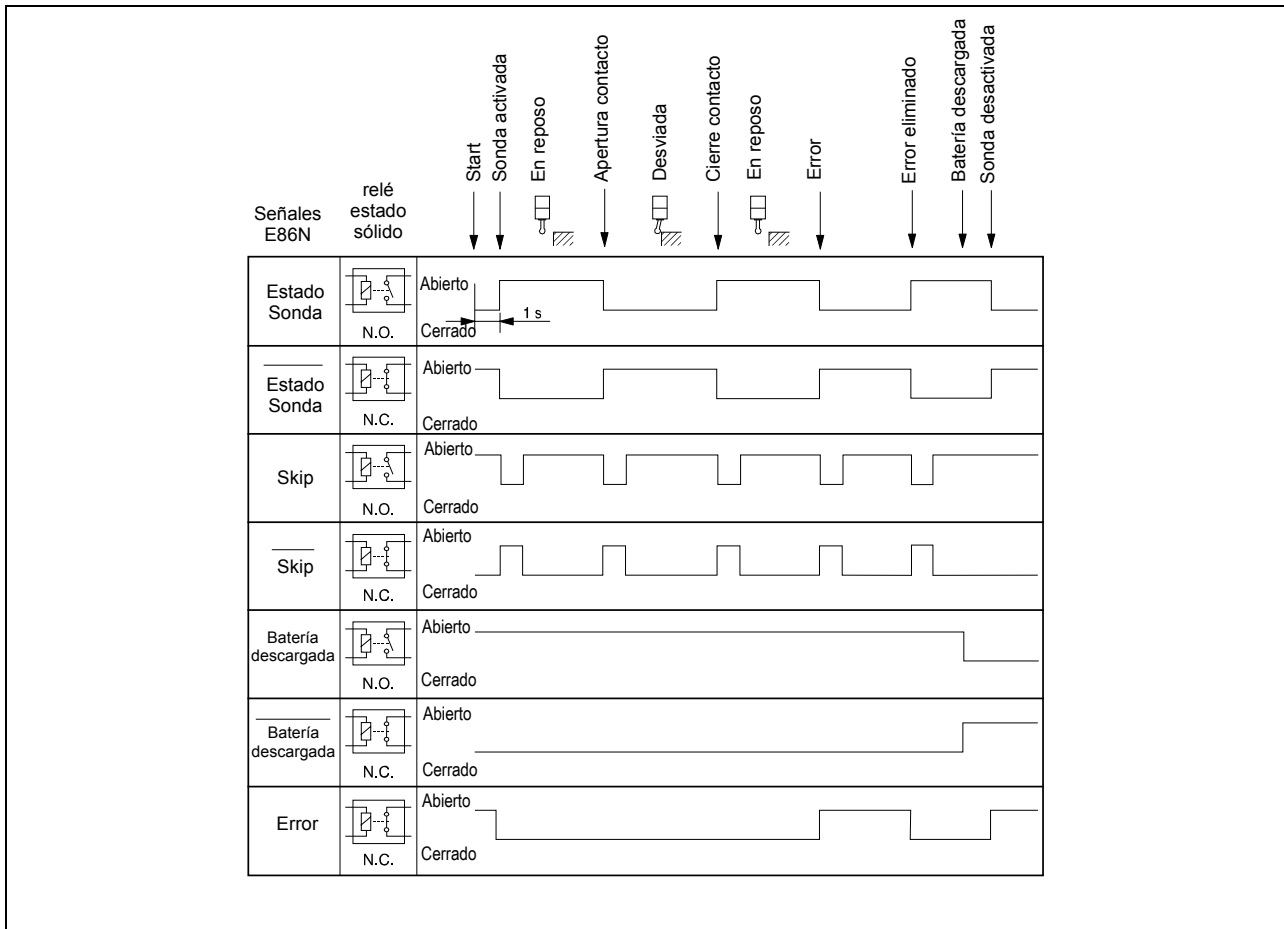 Start
Sonda activada
En reposo
Apertura contacto
Desviada
Cierre contacto
En reposo
Error
Error eliminado
Batería descargada
Sonda desactivada
Señales
E86N
relé
estado
sólido
Estado
Sonda
N.O.
Abierto
1 s
Cerrado
Estado
Sonda
N.C.
Abierto
Cerrado
Skip
N.O.
Abierto
Cerrado
Skip
N.C.
Abierto
Cerrado
Batería
descargada
N.O.
Abierto
Cerrado
Batería
descargada
N.C.
Abierto
Cerrado
Error
N.C.
Abierto
Cerrado